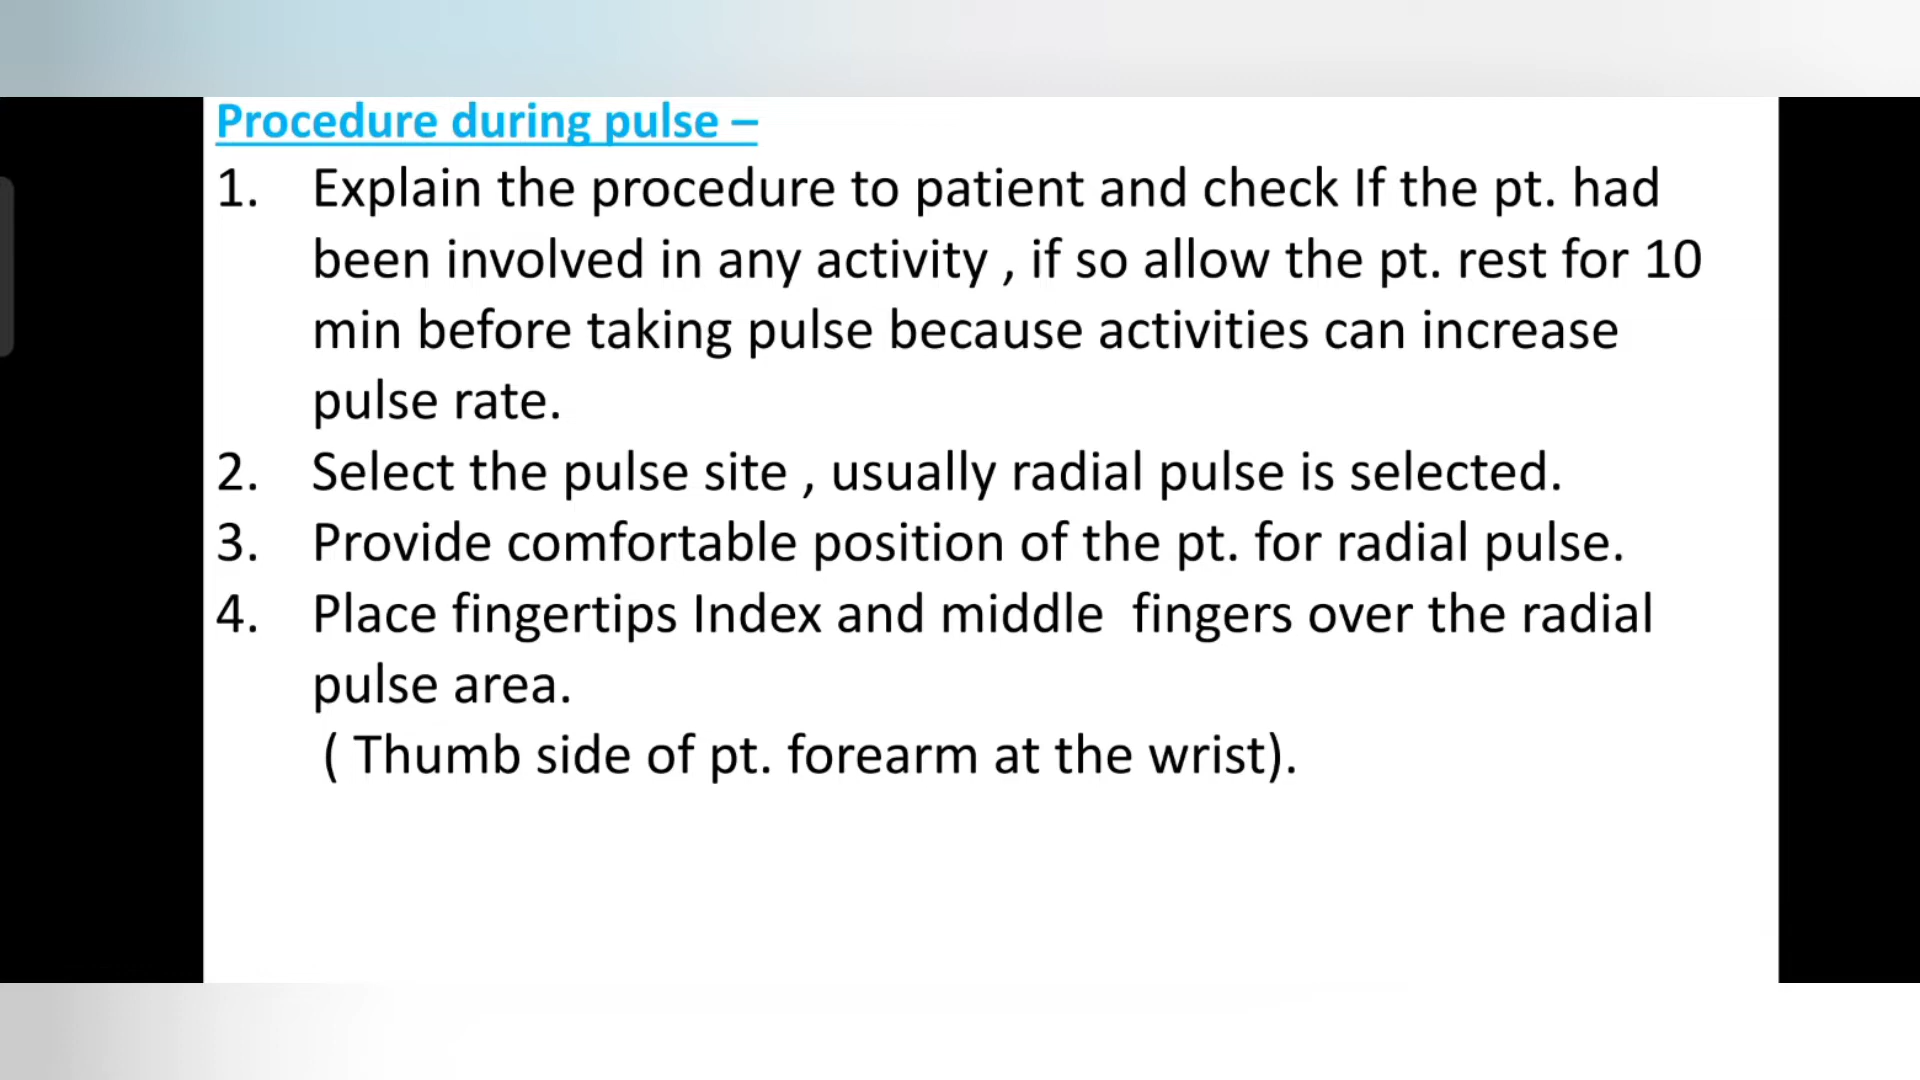 Procedure during pulse –
1. Explain the procedure to patient and check If the pt. had
been involved in any activity , if so allow the pt. rest for 10
min before taking pulse because activities can increase
pulse rate.
2. Select the pulse site , usually radial pulse is selected.
3. Provide comfortable position of the pt. for radial pulse.
4. Place fingertips Index and middle  fingers over the radial
pulse area.
( Thumb side of pt. forearm at the wrist).